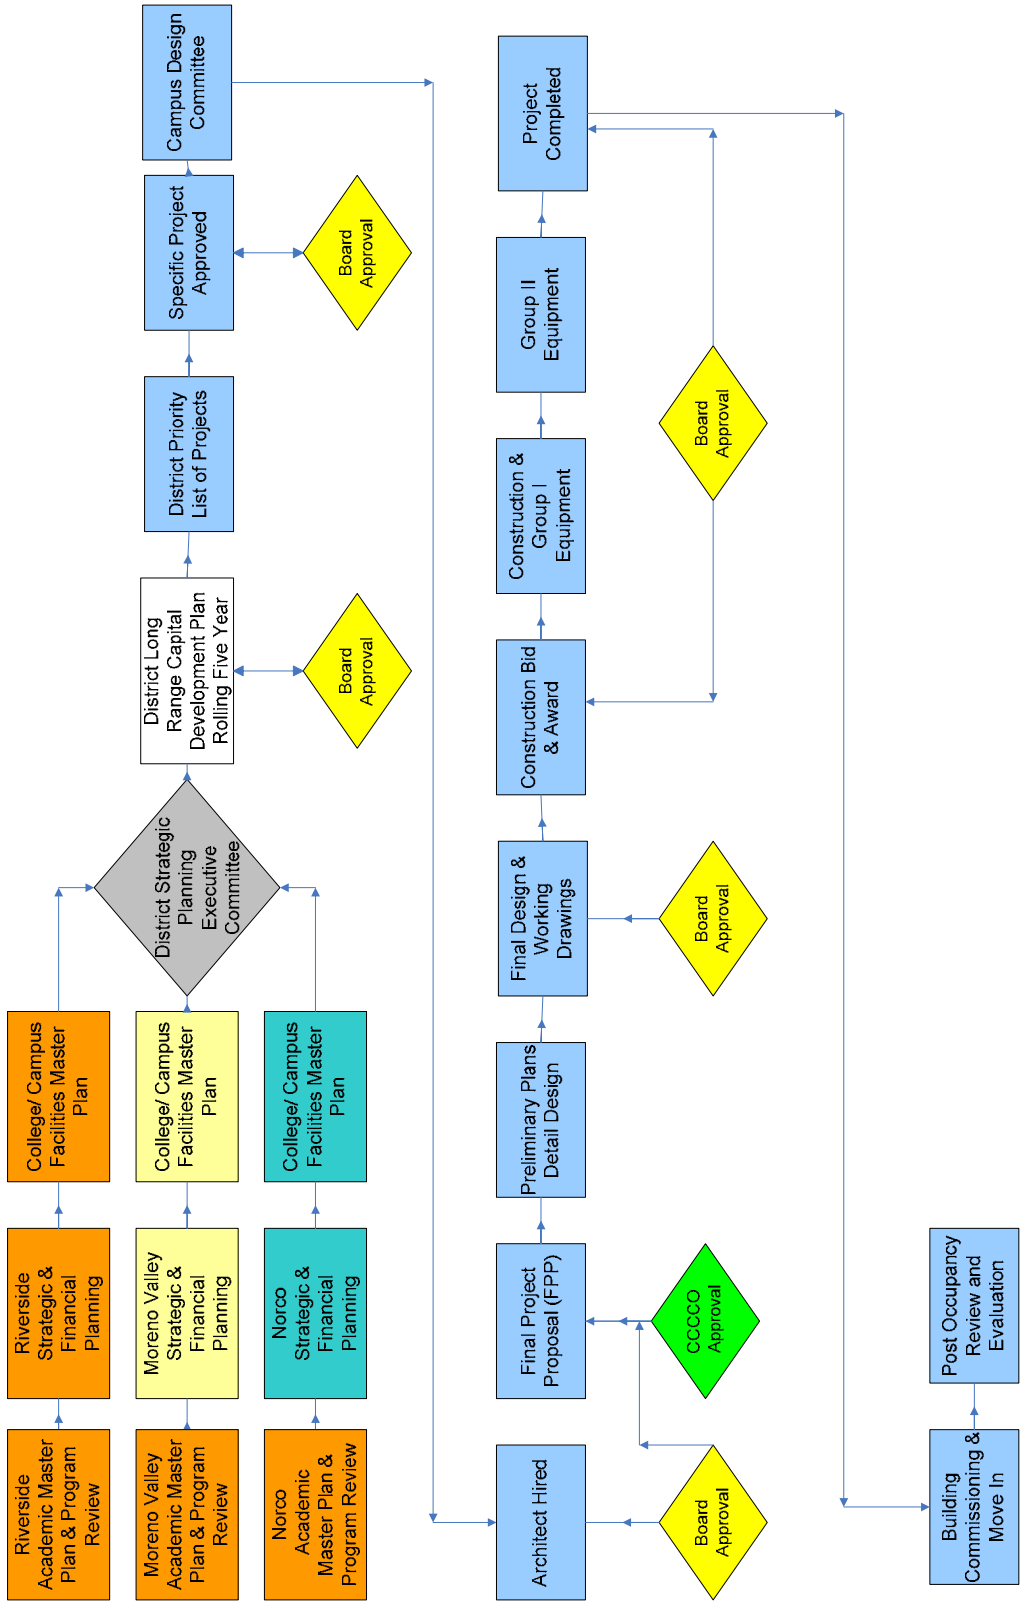 Riverside
Academic Master
Plan & Program
Review
Riverside
Strategic &
Financial
Planning
College/ Campus
Facilities Master
Plan
Moreno Valley
Academic Master
Plan & Program
Review
Moreno Valley
Strategic &
Financial
Planning
College/ Campus
Facilities Master
Plan
Norco
Academic
Master Plan &
Program Review
Norco
Strategic &
Financial
Planning
College/ Campus
Facilities Master
Plan
District Strategic
Planning
Executive
Committee
District Long
Range Capital
Development Plan
Rolling Five Year
Board
Approval
District Priority
List of Projects
Specific Project
Approved
Board
Approval
Campus Design
Committee
Architect Hired
Board
Approval
Final Project
Proposal (FPP)
CCCCO
Approval
Preliminary Plans
Detail Design
Final Design &
Working
Drawings
Board
Approval
Construction Bid
& Award
Construction &
Group I
Equipment
Board
Approval
Group II
Equipment
Project
Completed
Building
Commissioning &
Move In
Post Occupancy
Review and
Evaluation